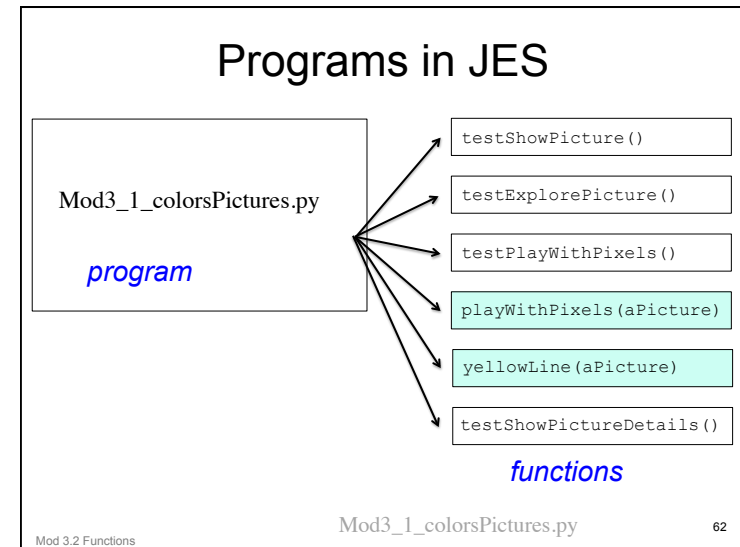 Programs in JES
Mod3_1_colorsPictures.py
program
testShowPicture()
testExplorePicture()
testPlayWithPixels()
playWithPixels(aPicture)
yellowLine(aPicture)
testShowPictureDetails()
functions
Mod 3.2 Functions
Mod3_1_colorsPictures.py
62